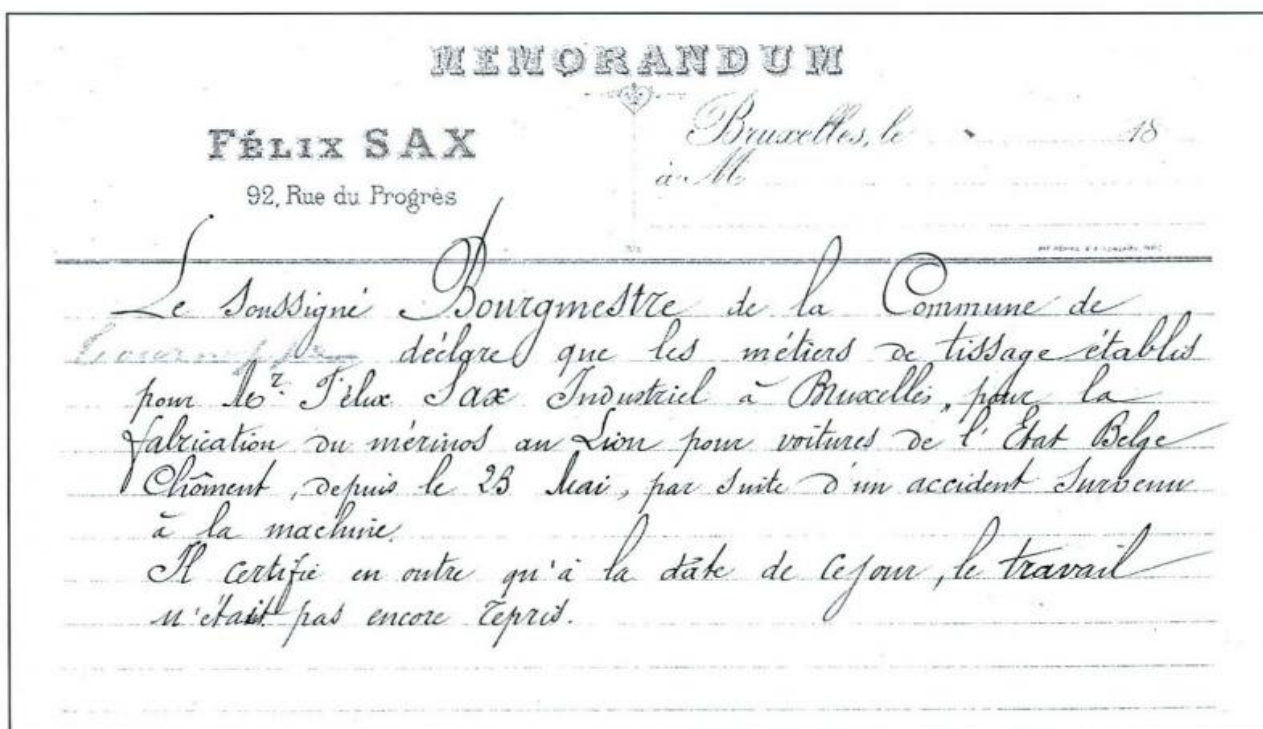 MEMORANDUM
FÉLIX SAX
92, Rue du Progrès
Bruxelles, le 18
à M
Le Soussigné Bourgmestre de la Commune de
déclare que les métiers de tissage établis
pour Mr. Félix Sax Industriel à Bruxelles, pour la
fabrication du mérinos au Lion pour voitures de l'Etat Belge
Chôment, depuis le 23 Mai, par suite d'un accident Survenu
à la machine.
Il certifie en outre qu'à la date de ce jour, le travail
n'était pas encore repris.